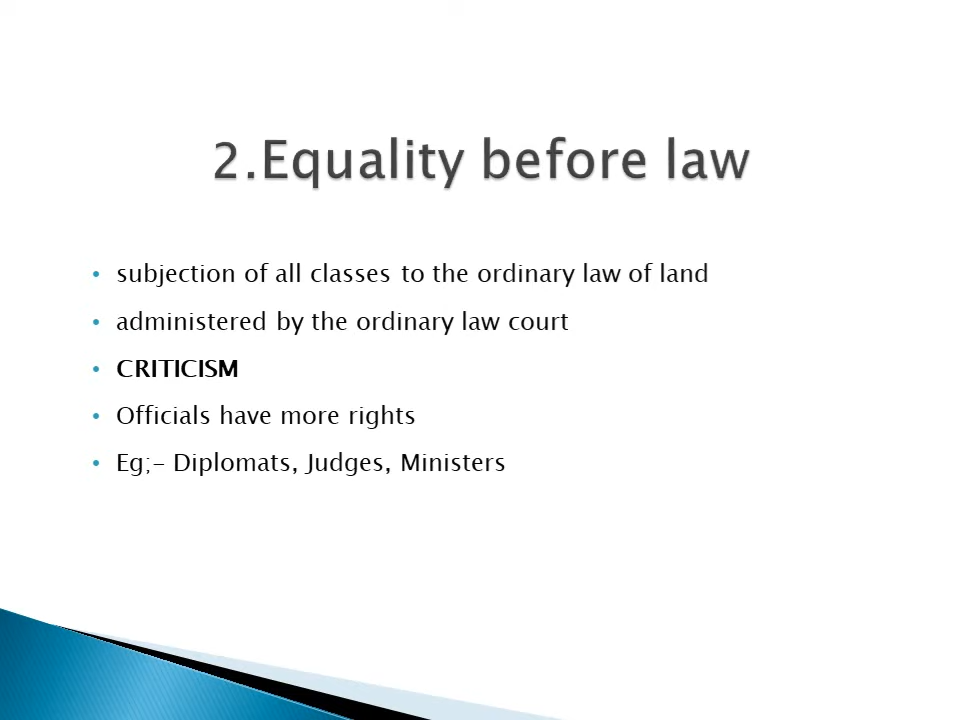 2.Equality before law
• subjection of all classes to the ordinary law of land
• administered by the ordinary law court
• CRITICISM
• Officials have more rights
• Eg;- Diplomats, Judges, Ministers